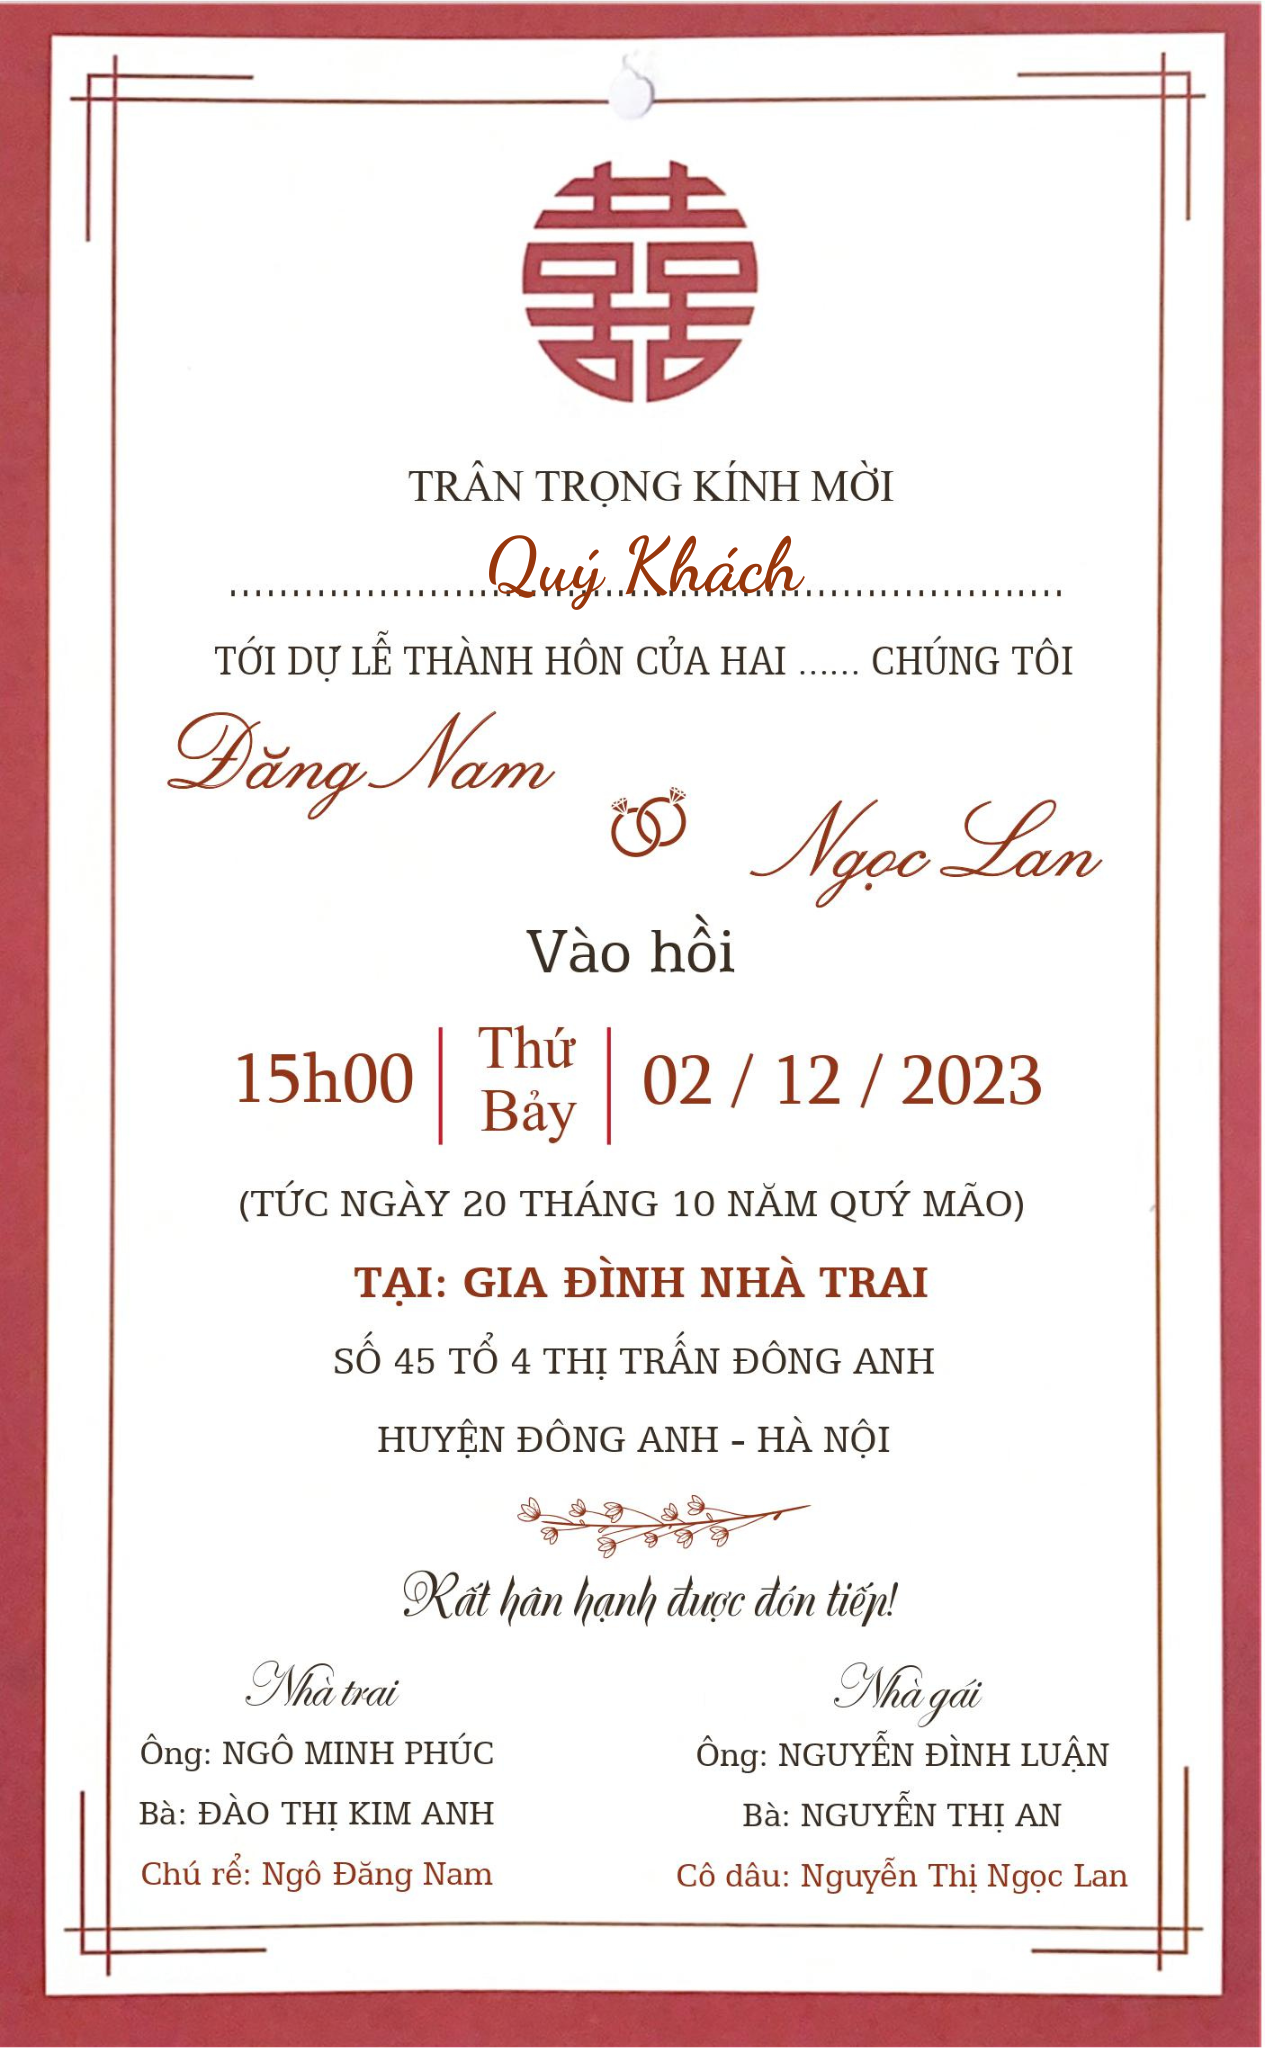 囍
TRÂN TRỌNG KÍNH MỜI
Quý Khách
TỚI DỰ LỄ THÀNH HÔN CỦA HAI ...... CHÚNG TÔI
Đăng Nam
Ngọc Lan
Vào hồi
15h00 Thứ Bảy 02 / 12 / 2023
(TỨC NGÀY 20 THÁNG 10 NĂM QUÝ MÃO)
TẠI: GIA ĐÌNH NHÀ TRAI
SỐ 45 TỔ 4 THỊ TRẤN ĐÔNG ANH
HUYỆN ĐÔNG ANH - HÀ NỘI
Rất hân hạnh được đón tiếp!
Nhà trai
Ông: NGÔ MINH PHÚC
Bà: ĐÀO THỊ KIM ANH
Chú rể: Ngô Đăng Nam
Nhà gái
Ông: NGUYỄN ĐÌNH LUẬN
Bà: NGUYỄN THỊ AN
Cô dâu: Nguyễn Thị Ngọc Lan